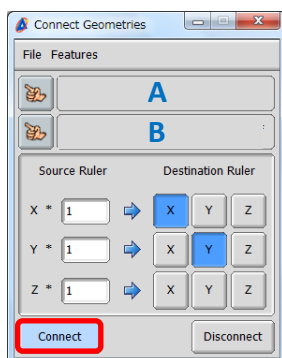 Connect Geometries
File Features
A
B
Source Ruler Destination Ruler
X * 1 X Y Z
Y * 1 X Y Z
Z * 1 X Y Z
Connect Disconnect